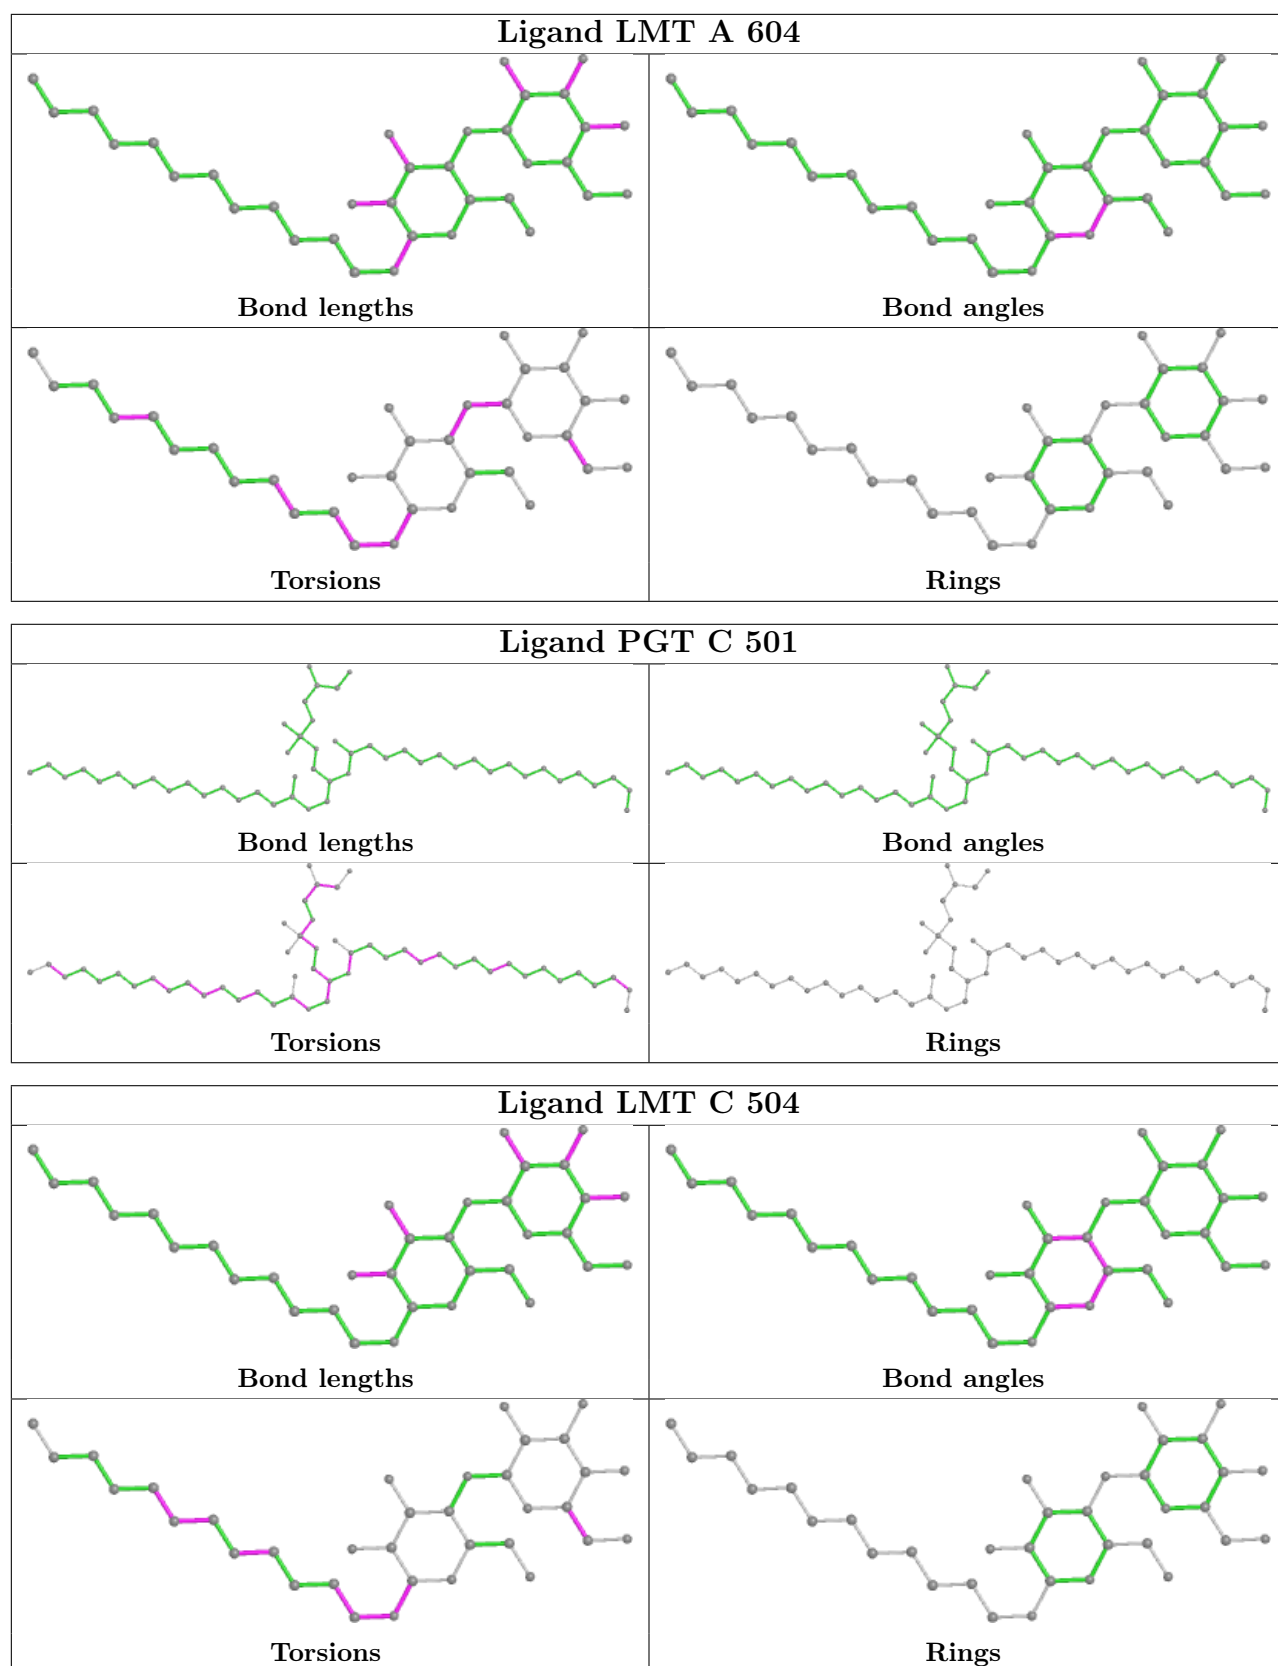 Ligand LMT A 604
Bond lengths
Bond angles
Torsions
Rings
Ligand PGT C 501
Bond lengths
Bond angles
Torsions
Rings
Ligand LMT C 504
Bond lengths
Bond angles
Torsions
Rings